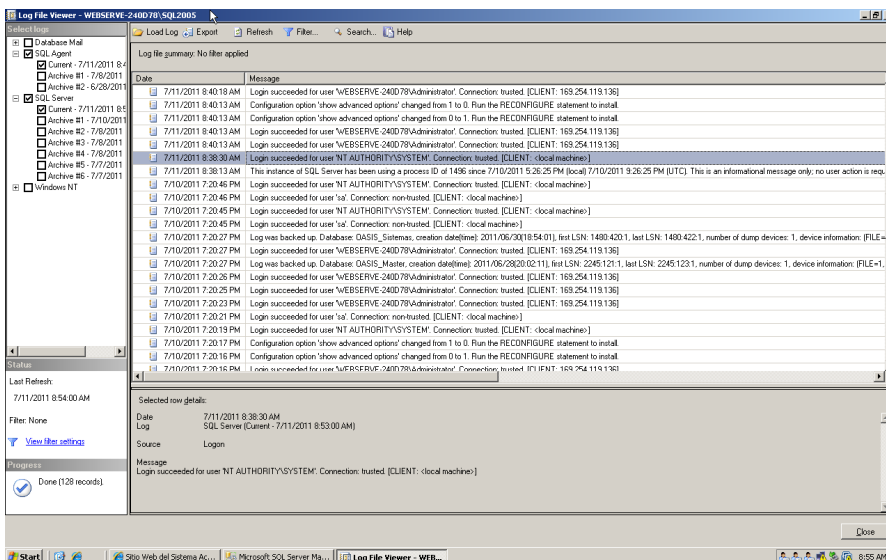 Log File Viewer - WEBSERVE-240D78\SQL2005
Select logs
Database Mail
SQL Agent
Current - 7/11/2011 8:4
Archive #1 - 7/8/2011
Archive #2 - 6/28/2011
SQL Server
Current - 7/11/2011 8:5
Archive #1 - 7/10/2011
Archive #2 - 7/8/2011
Archive #3 - 7/8/2011
Archive #4 - 7/8/2011
Archive #5 - 7/7/2011
Archive #6 - 7/7/2011
Windows NT
Load Log Export Refresh Filter... Search... Help
Log file summary: No filter applied
Date Message
7/11/2011 8:40:18 AM Login succeeded for user 'WEBSERVE-240D78\Administrator'. Connection: trusted. [CLIENT: 169.254.119.136]
7/11/2011 8:40:13 AM Configuration option 'show advanced options' changed from 1 to 0. Run the RECONFIGURE statement to install.
7/11/2011 8:40:13 AM Configuration option 'show advanced options' changed from 0 to 1. Run the RECONFIGURE statement to install.
7/11/2011 8:40:13 AM Login succeeded for user 'WEBSERVE-240D78\Administrator'. Connection: trusted. [CLIENT: 169.254.119.136]
7/11/2011 8:40:13 AM Login succeeded for user 'WEBSERVE-240D78\Administrator'. Connection: trusted. [CLIENT: 169.254.119.136]
7/11/2011 8:38:30 AM Login succeeded for user 'NT AUTHORITY\SYSTEM'. Connection: trusted. [CLIENT: <local machine>]
7/11/2011 8:38:13 AM This instance of SQL Server has been using a process ID of 1496 since 7/10/2011 5:26:25 PM (local) 7/10/2011 9:26:25 PM (UTC). This is an informational message only; no user action is requ
7/10/2011 7:20:46 PM Login succeeded for user 'NT AUTHORITY\SYSTEM'. Connection: trusted. [CLIENT: <local machine>]
7/10/2011 7:20:46 PM Login succeeded for user 'sa'. Connection: non-trusted. [CLIENT: <local machine>]
7/10/2011 7:20:45 PM Login succeeded for user 'NT AUTHORITY\SYSTEM'. Connection: trusted. [CLIENT: <local machine>]
7/10/2011 7:20:45 PM Login succeeded for user 'sa'. Connection: non-trusted. [CLIENT: <local machine>]
7/10/2011 7:20:27 PM Log was backed up. Database: OASIS_Sistemas, creation date(time): 2011/06/30(18:54:01), first LSN: 1480:420:1, last LSN: 1480:422:1, number of dump devices: 1, device information: (FILE=
7/10/2011 7:20:27 PM Login succeeded for user 'WEBSERVE-240D78\Administrator'. Connection: trusted. [CLIENT: 169.254.119.136]
7/10/2011 7:20:27 PM Log was backed up. Database: OASIS_Master, creation date(time): 2011/06/28(20:02:11), first LSN: 2245:121:1, last LSN: 2245:123:1, number of dump devices: 1, device information: (FILE=1,
7/10/2011 7:20:26 PM Login succeeded for user 'WEBSERVE-240D78\Administrator'. Connection: trusted. [CLIENT: 169.254.119.136]
7/10/2011 7:20:25 PM Login succeeded for user 'WEBSERVE-240D78\Administrator'. Connection: trusted. [CLIENT: 169.254.119.136]
7/10/2011 7:20:23 PM Login succeeded for user 'WEBSERVE-240D78\Administrator'. Connection: trusted. [CLIENT: 169.254.119.136]
7/10/2011 7:20:21 PM Login succeeded for user 'sa'. Connection: non-trusted. [CLIENT: <local machine>]
7/10/2011 7:20:19 PM Login succeeded for user 'NT AUTHORITY\SYSTEM'. Connection: trusted. [CLIENT: <local machine>]
7/10/2011 7:20:17 PM Configuration option 'show advanced options' changed from 1 to 0. Run the RECONFIGURE statement to install.
7/10/2011 7:20:16 PM Configuration option 'show advanced options' changed from 0 to 1. Run the RECONFIGURE statement to install.
7/10/2011 7:20:16 PM Login succeeded for user 'WEBSERVE-240D78\Administrator'. Connection: trusted. [CLIENT: 169.254.119.136]
Status
Last Refresh:
7/11/2011 8:54:00 AM
Filter: None
View filter settings
Progress
Done (128 records).
Selected row details:
Date 7/11/2011 8:38:30 AM
Log SQL Server (Current - 7/11/2011 8:53:00 AM)
Source Logon
Message
Login succeeded for user 'NT AUTHORITY\SYSTEM'. Connection: trusted. [CLIENT: <local machine>]
Close
Start Sitio Web del Sistema Ac... Microsoft SQL Server Ma... Log File Viewer - WEB... 8:55 AM